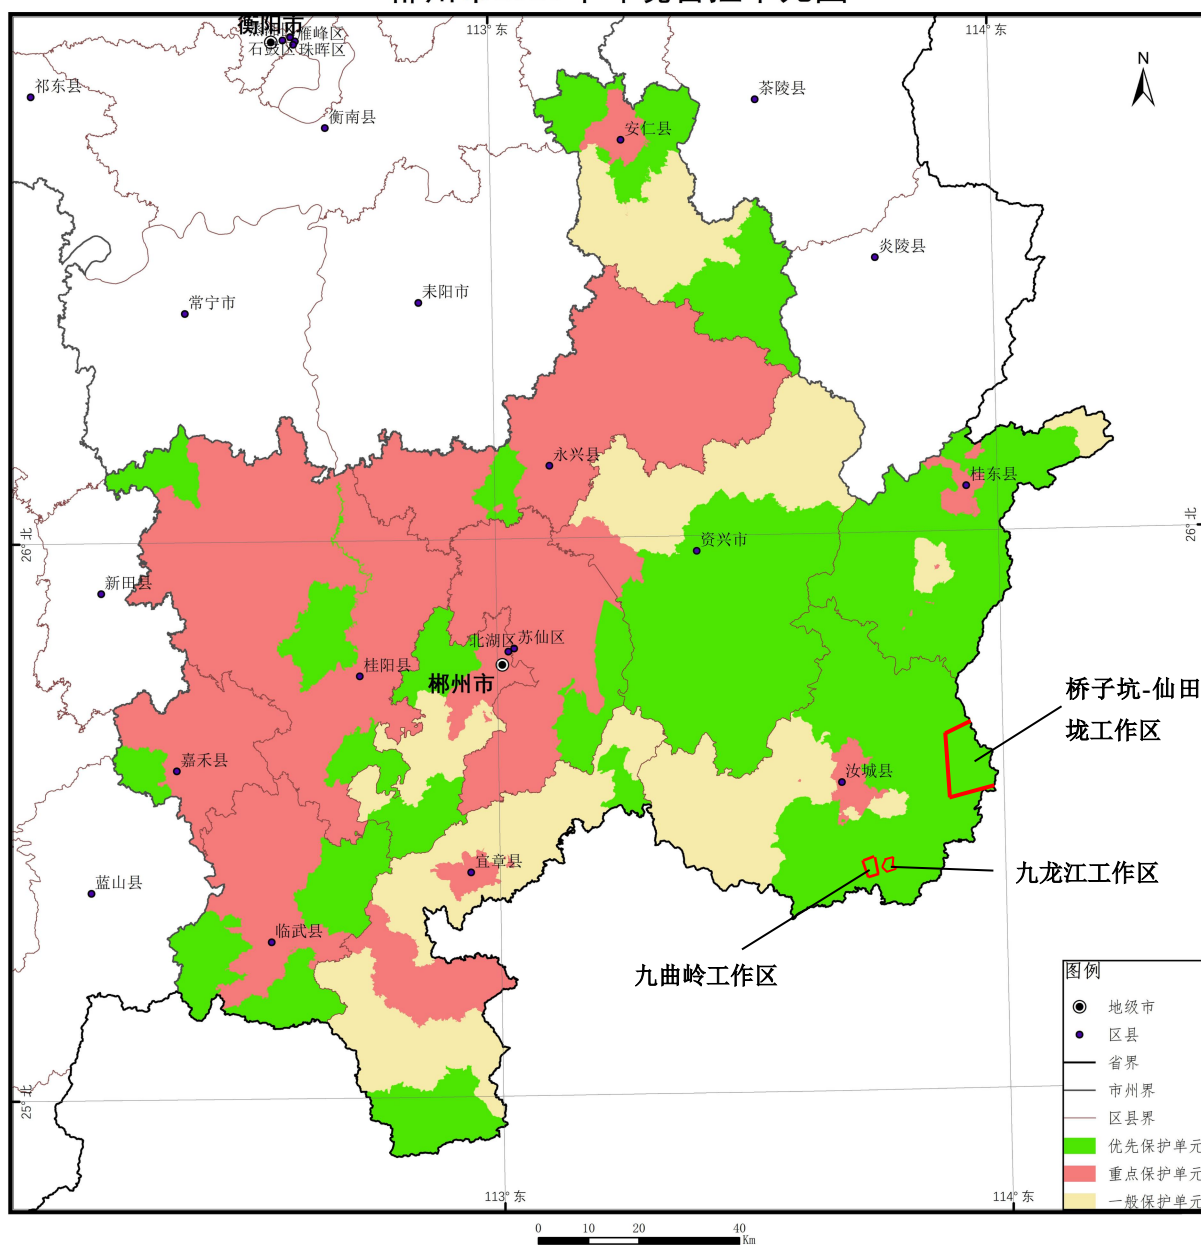 113°东
114°东
衡阳市
雁峰区
石鼓区
珠晖区
祁东县
衡南县
茶陵县
N
安仁县
炎陵县
常宁市
耒阳市
永兴县
桂东县
26°北
26°北
资兴市
新田县
北湖区
苏仙区
桂阳县
郴州市
桥子坑-仙田
垅工作区
嘉禾县
汝城县
宜章县
九龙江工作区
蓝山县
临武县
九曲岭工作区
图例
地级市
区县
省界
市州界
区县界
优先保护单元
重点保护单元
一般保护单元
25°北
113°东
114°东
0 10 20 40
Km